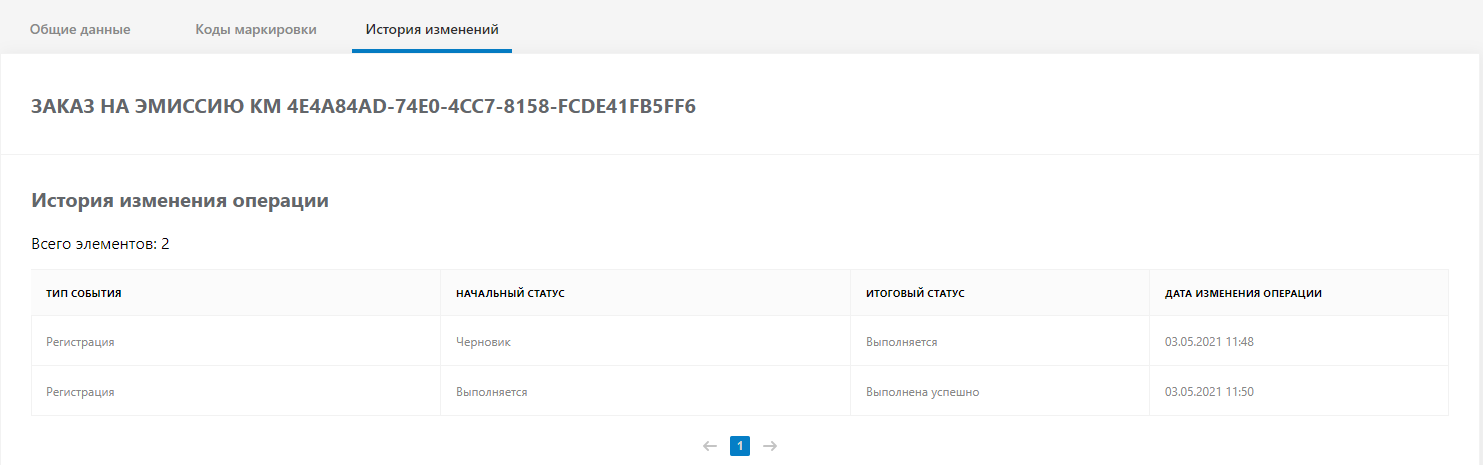 Общие данные Коды маркировки История изменений
ЗАКАЗ НА ЭМИССИЮ КМ 4E4A84AD-74E0-4CC7-8158-FCDE41FB5FF6
История изменения операции
Всего элементов: 2
ТИП СОБЫТИЯ НАЧАЛЬНЫЙ СТАТУС ИТОГОВЫЙ СТАТУС ДАТА ИЗМЕНЕНИЯ ОПЕРАЦИИ
Регистрация Черновик Выполняется 03.05.2021 11:48
Регистрация Выполняется Выполнена успешно 03.05.2021 11:50
1